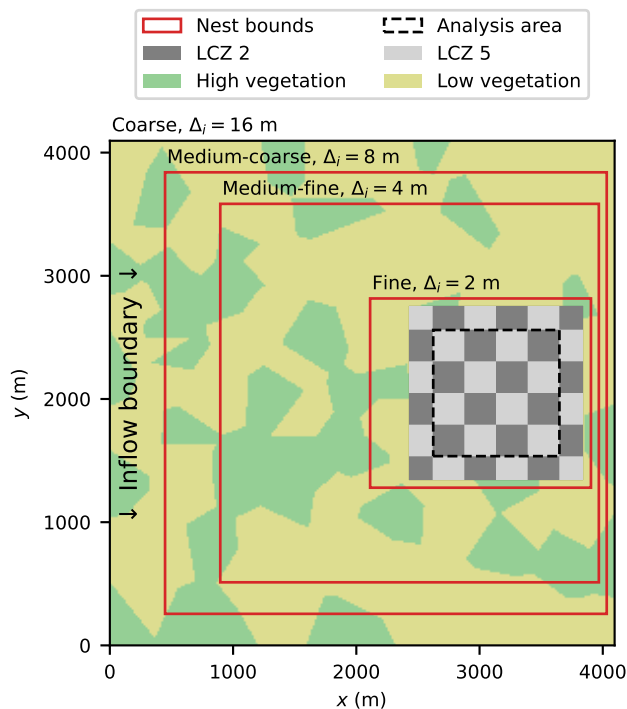 Nest bounds
Analysis area
LCZ 2
LCZ 5
High vegetation
Low vegetation
Coarse, Δi = 16 m
Medium-coarse, Δi = 8 m
Medium-fine, Δi = 4 m
Fine, Δi = 2 m
← Inflow boundary →
y (m)
4000
3000
2000
1000
0
0
1000
2000
3000
4000
x (m)